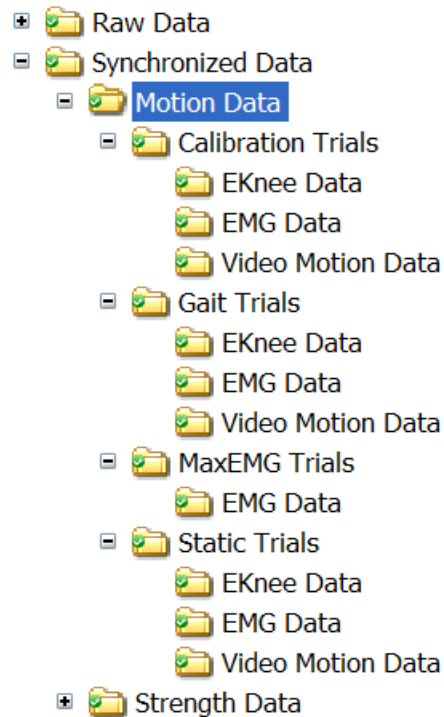 Raw Data
Synchronized Data
Motion Data
Calibration Trials
EKnee Data
EMG Data
Video Motion Data
Gait Trials
EKnee Data
EMG Data
Video Motion Data
MaxEMG Trials
EMG Data
Static Trials
EKnee Data
EMG Data
Video Motion Data
Strength Data